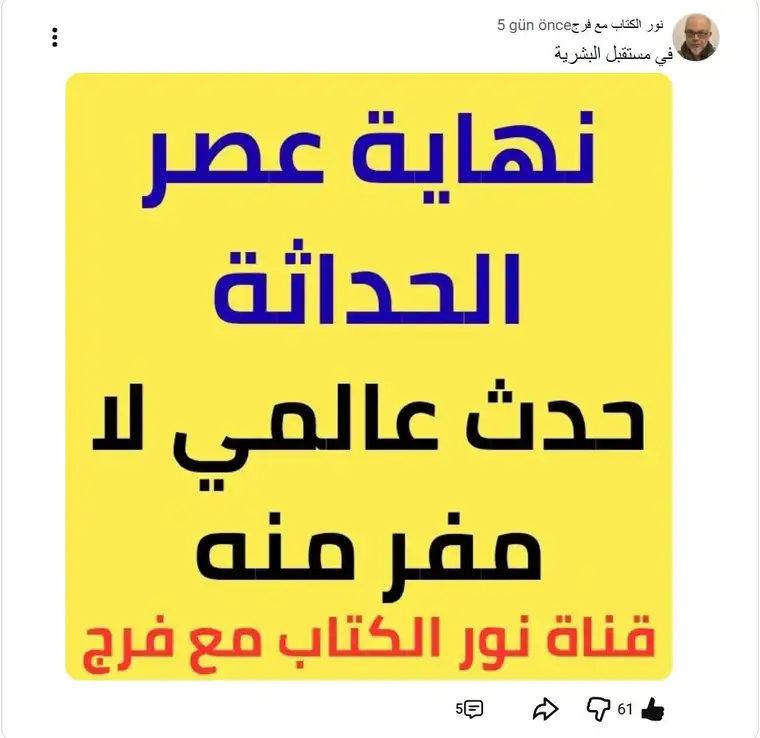 نور الكتاب مع فرج 5 gün önce
في مستقبل البشرية
نهاية عصر
الحداثة
حدث عالمي لا
مفر منه
قناة نور الكتاب مع فرج
61
5